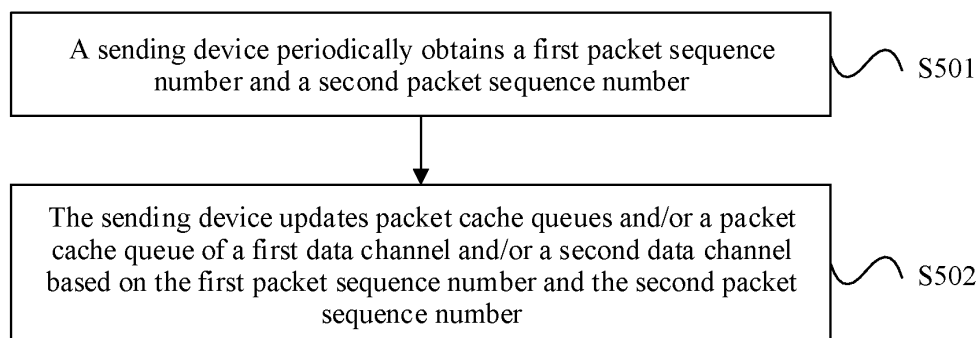 A sending device periodically obtains a first packet sequence
number and a second packet sequence number
S501
The sending device updates packet cache queues and/or a packet
cache queue of a first data channel and/or a second data channel
based on the first packet sequence number and the second packet
sequence number
S502